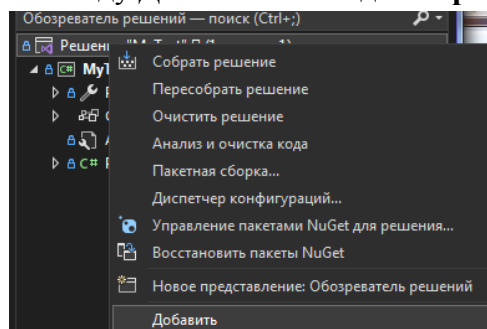 Обозреватель решений — поиск (Ctrl+;)
Решени
Собрать решение
C# MyT
Пересобрать решение
Очистить решение
Анализ и очистка кода
C#
Пакетная сборка...
Диспетчер конфигураций...
Управление пакетами NuGet для решения...
Восстановить пакеты NuGet
Новое представление: Обозреватель решений
Добавить